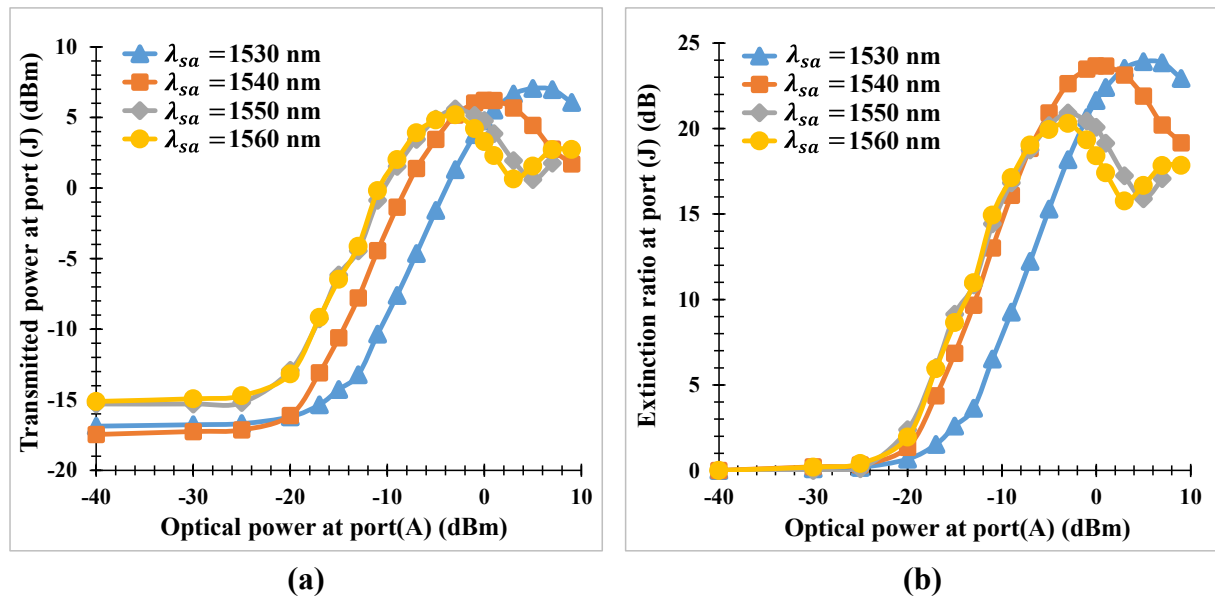 λsa = 1530 nm
λsa = 1540 nm
λsa = 1550 nm
λsa = 1560 nm
Transmitted power at port (J) (dBm)
10
5
0
-5
-10
-15
-20
-40 -30 -20 -10 0 10
Optical power at port(A) (dBm)
(a)
λsa = 1530 nm
λsa = 1540 nm
λsa = 1550 nm
λsa = 1560 nm
Extinction ratio at port (J) (dB)
25
20
15
10
5
0
-40 -30 -20 -10 0 10
Optical power at port(A) (dBm)
(b)